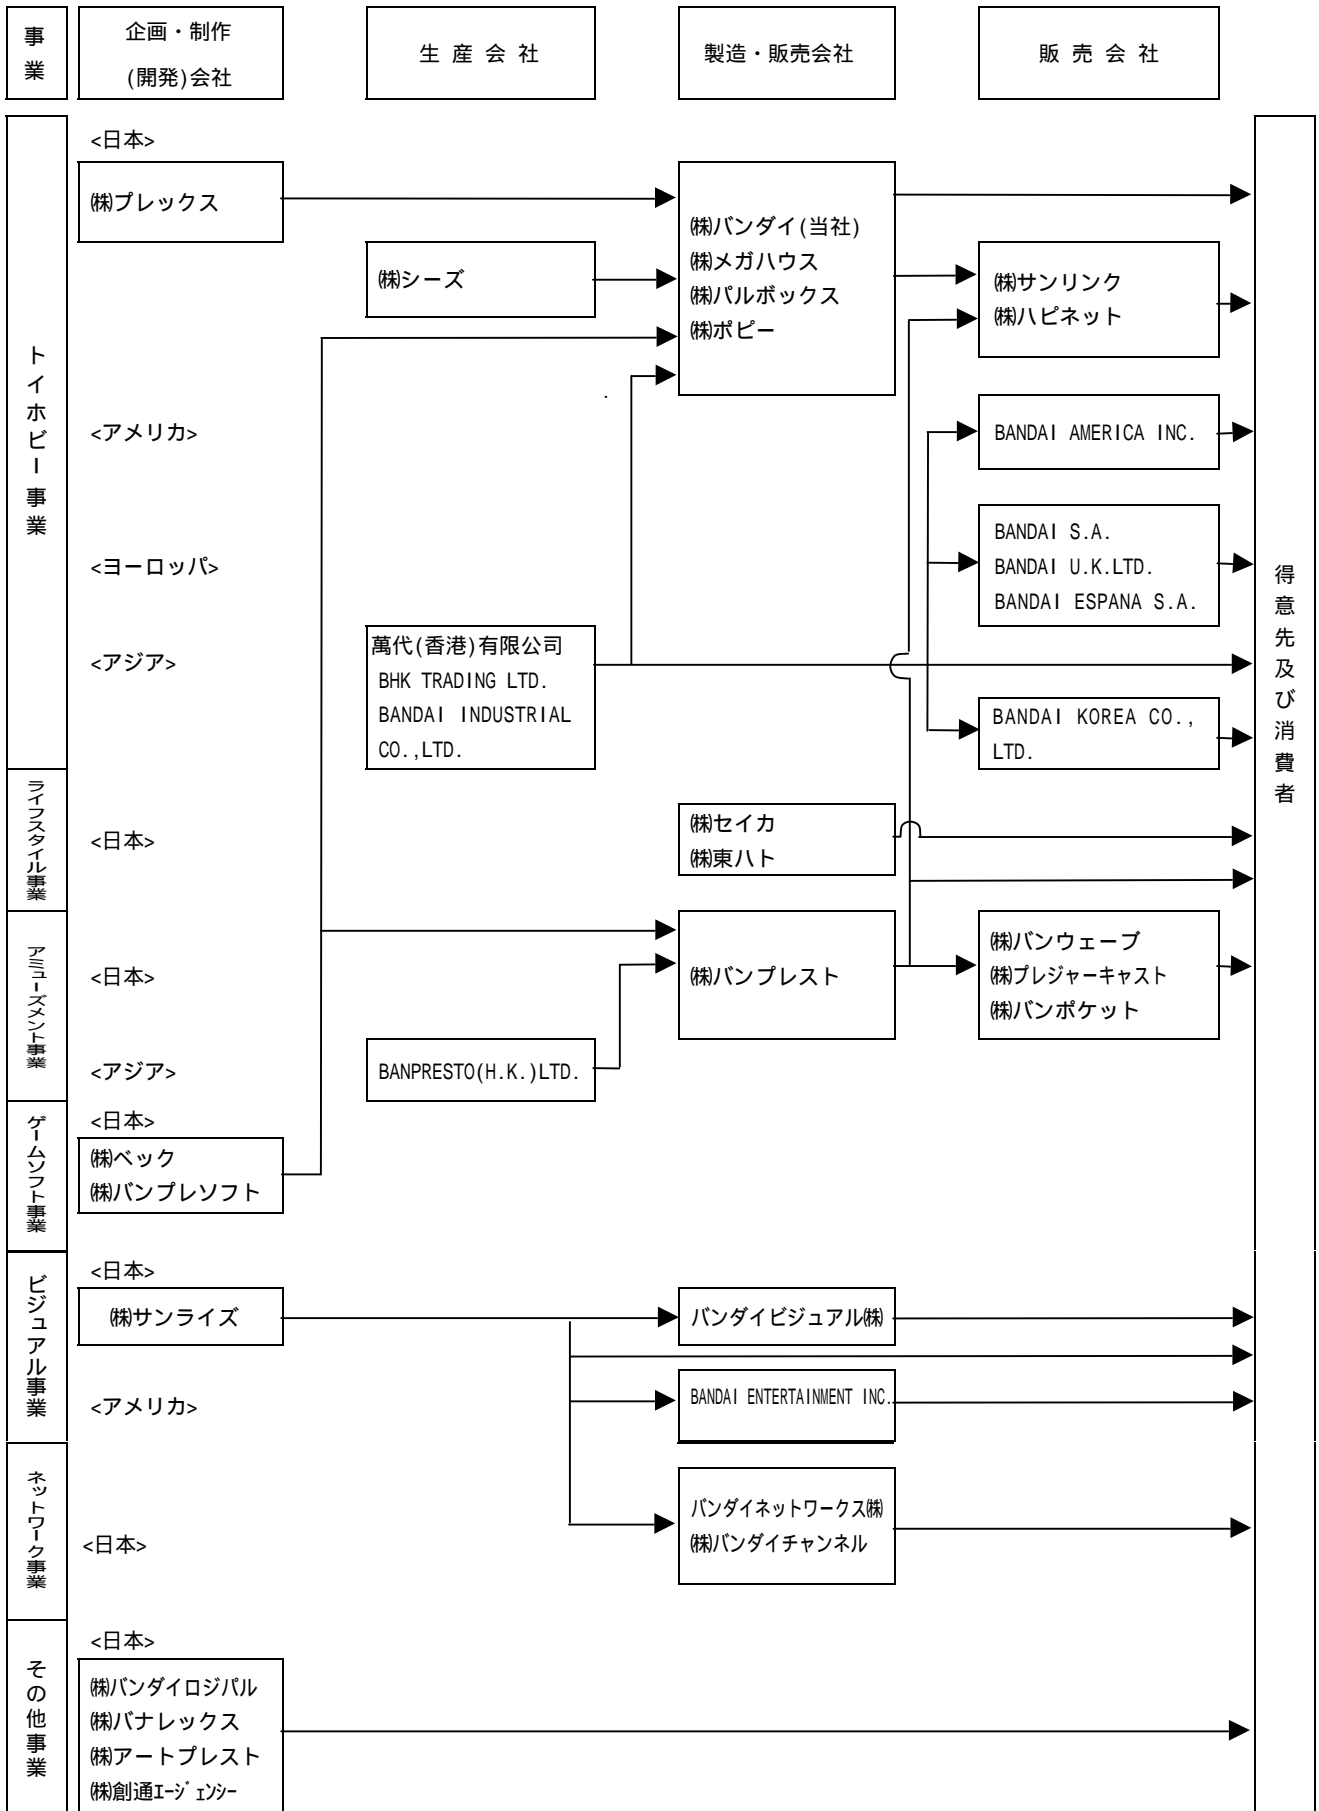 事業
企画・制作
(開発)会社
生産会社
製造・販売会社
販売会社
トイホビー事業
<日本>
㈱プレックス
㈱シーズ
㈱バンダイ(当社)
㈱メガハウス
㈱パルボックス
㈱ポピー
㈱サンリンク
㈱ハピネット
<アメリカ>
BANDAI AMERICA INC.
<ヨーロッパ>
BANDAI S.A.
BANDAI U.K.LTD.
BANDAI ESPANA S.A.
<アジア>
萬代(香港)有限公司
BHK TRADING LTD.
BANDAI INDUSTRIAL
CO.,LTD.
BANDAI KOREA CO.,
LTD.
得意先及び消費者
ライフスタイル事業
<日本>
㈱セイカ
㈱東ハト
アミューズメント事業
<日本>
㈱バンプレスト
㈱バンウェーブ
㈱プレジャーキャスト
㈱バンポケット
<アジア>
BANPRESTO(H.K.)LTD.
ゲームソフト事業
<日本>
㈱ベック
㈱バンプレソフト
ビジュアル事業
<日本>
㈱サンライズ
バンダイビジュアル㈱
<アメリカ>
BANDAI ENTERTAINMENT INC.
ネットワーク事業
<日本>
バンダイネットワークス㈱
㈱バンダイチャンネル
その他事業
<日本>
㈱バンダイロジパル
㈱バナレックス
㈱アートプレスト
㈱創通ｴｰｼﾞｪﾝｼｰ